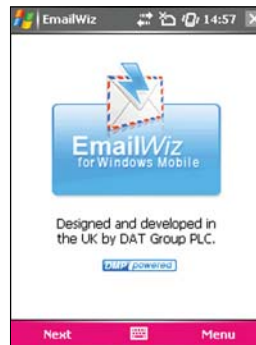 EmailWiz 14:57
EmailWiz
for Windows Mobile
Designed and developed in
the UK by DAT Group PLC.
powered
Next Menu